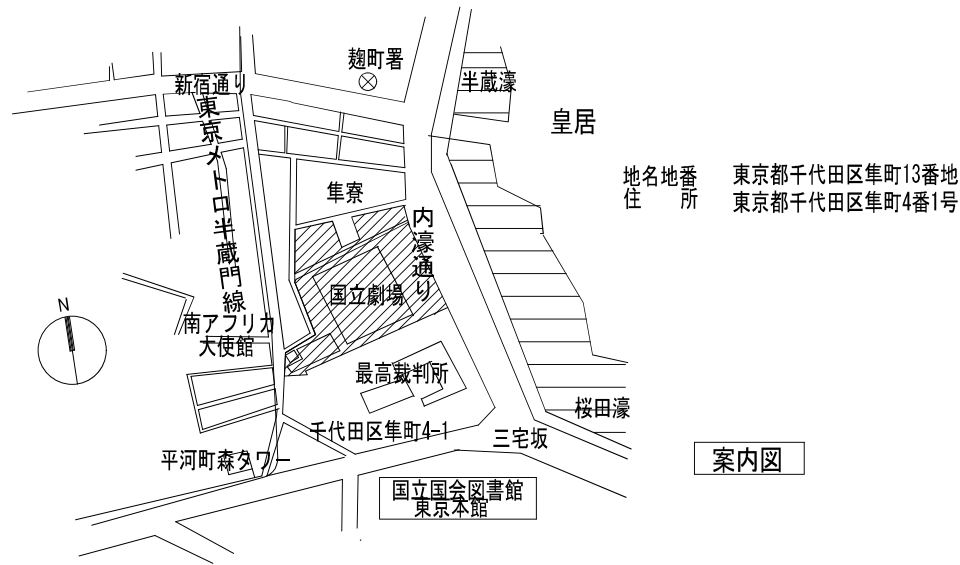 麹町署
新宿通り
半蔵濠
皇居
東京メトロ半蔵門線
地名地番 東京都千代田区隼町13番地
住所 東京都千代田区隼町4番1号
隼寮
内濠通り
国立劇場
N
南アフリカ
大使館
最高裁判所
桜田濠
千代田区隼町4-1
三宅坂
平河町森タワー
案内図
国立国会図書館
東京本館